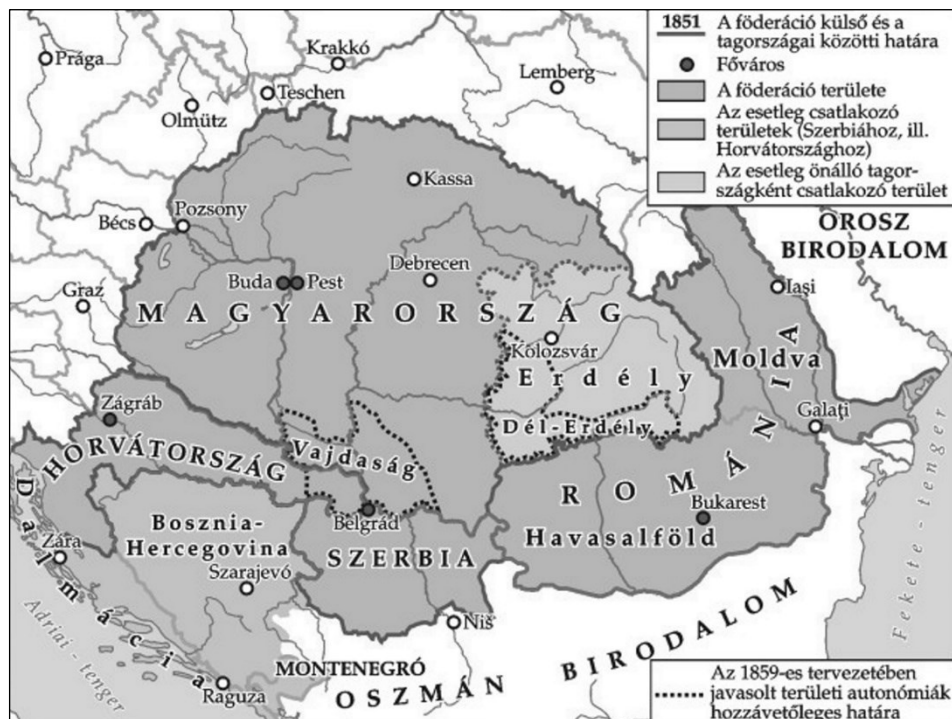 1851 A föderáció külső és a
tagországai közötti határa
Főváros
A föderáció területe
Az esetleg csatlakozó
területek (Szerbiához, ill.
Horvátországhoz)
Az esetleg önálló tagor-
szágként csatlakozó terület
Prága
Krakkó
Lemberg
Teschen
Olmütz
Kassa
Bécs
Pozsony
OROSZ
BIRODALOM
Debrecen
Buda
Pest
Iași
Graz
MAGYARORSZÁG
Kolozsvár
Moldva
Erdély
Zágráb
Galați
Dél-Erdély
Vajdaság
HORVÁTORSZÁG
ROMÁNIA
Bukarest
Belgrád
Havasalföld
Bosznia-
Hercegovina
SZERBIA
Dalmácia
Zára
Szarajevó
Fekete-tenger
Niš
Adriai-tenger
MONTENEGRÓ
OSZMÁN BIRODALOM
Raguza
Az 1859-es tervezetében
javasolt területi autonómiák
hozzávetőleges határa